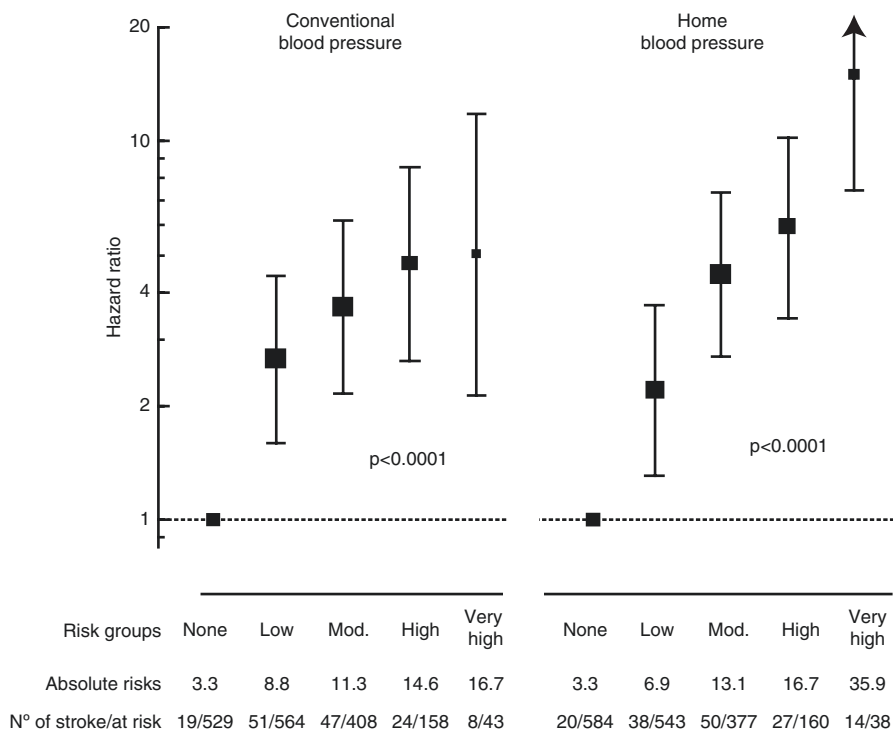 Conventional
blood pressure
Home
blood pressure
20
10
4
2
1
Hazard ratio
p<0.0001
p<0.0001
Risk groups None Low Mod. High Very high None Low Mod. High Very high
Absolute risks 3.3 8.8 11.3 14.6 16.7 3.3 6.9 13.1 16.7 35.9
Nº of stroke/at risk 19/529 51/564 47/408 24/158 8/43 20/584 38/543 50/377 27/160 14/38